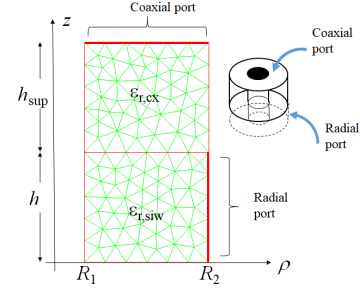 Coaxial port
z
Coaxial
port
h_sup
ε_r,cx
Radial
port
h
ε_r,siw
Radial
port
R_1
R_2
ρ